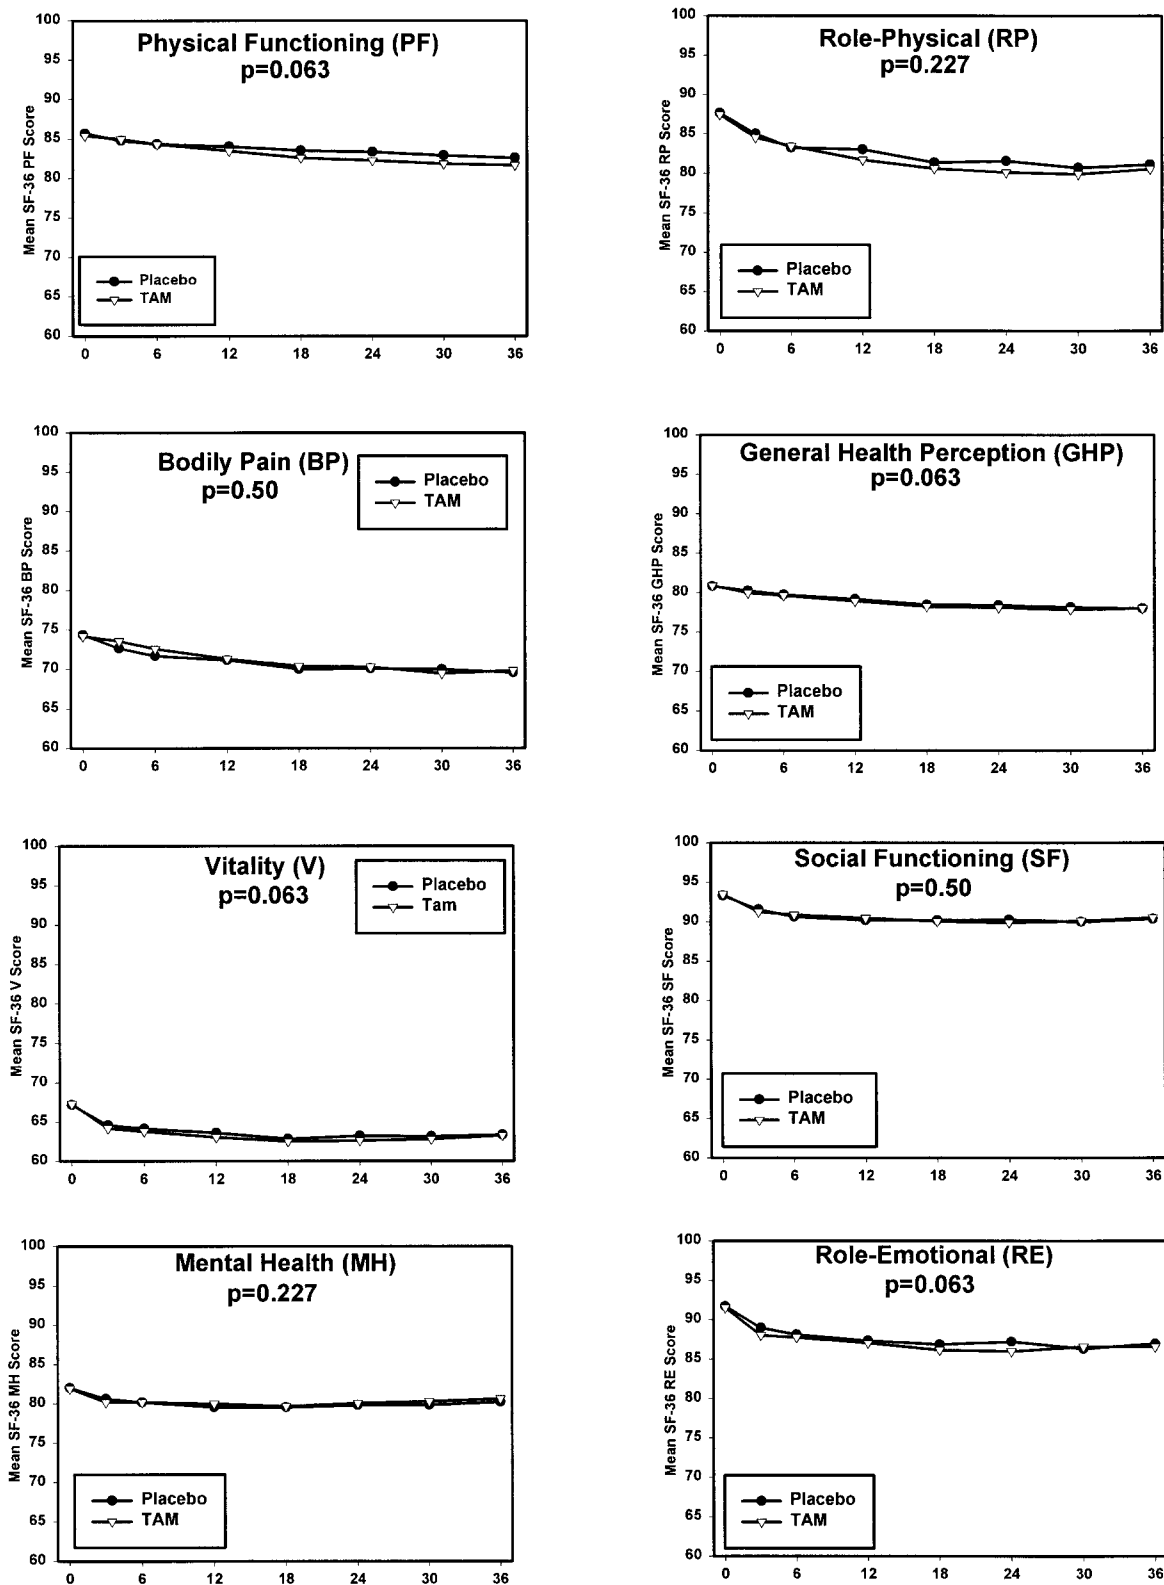 Physical Functioning (PF)
p=0.063
Mean SF-36 PF Score
100
95
90
85
80
75
70
65
60
Placebo
TAM
0 6 12 18 24 30 36
Role-Physical (RP)
p=0.227
Mean SF-36 RP Score
100
95
90
85
80
75
70
65
60
Placebo
TAM
0 6 12 18 24 30 36
Bodily Pain (BP)
p=0.50
Mean SF-36 BP Score
100
95
90
85
80
75
70
65
60
Placebo
TAM
0 6 12 18 24 30 36
General Health Perception (GHP)
p=0.063
Mean SF-36 GHP Score
100
95
90
85
80
75
70
65
60
Placebo
TAM
0 6 12 18 24 30 36
Vitality (V)
p=0.063
Mean SF-36 V Score
100
95
90
85
80
75
70
65
60
Placebo
Tam
0 6 12 18 24 30 36
Social Functioning (SF)
p=0.50
Mean SF-36 SF Score
100
95
90
85
80
75
70
65
60
Placebo
TAM
0 6 12 18 24 30 36
Mental Health (MH)
p=0.227
Mean SF-36 MH Score
100
95
90
85
80
75
70
65
60
Placebo
TAM
0 6 12 18 24 30 36
Role-Emotional (RE)
p=0.063
Mean SF-36 RE Score
100
95
90
85
80
75
70
65
60
Placebo
TAM
0 6 12 18 24 30 36